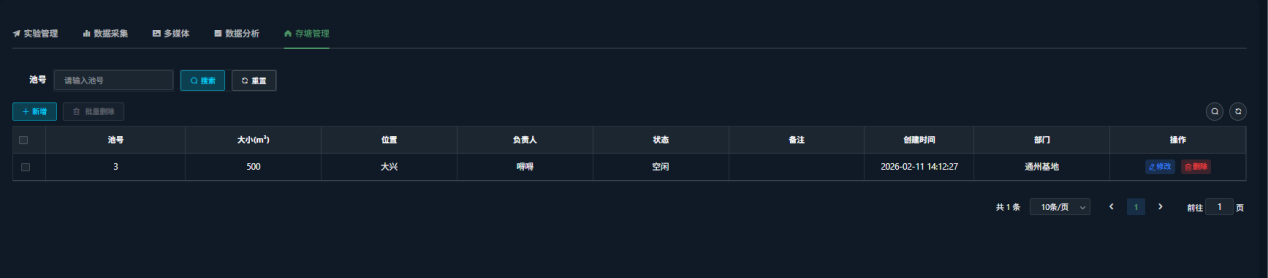 实验管理 数据采集 多媒体 数据分析 存塘管理
池号 请输入池号 搜索 重置
新增 批量删除
池号 大小(m³) 位置 负责人 状态 备注 创建时间 部门 操作
3 500 大兴 嘚嘚 空闲 2026-02-11 14:12:27 通州基地 修改 删除
共 1 条 10条/页 1 前往 1 页